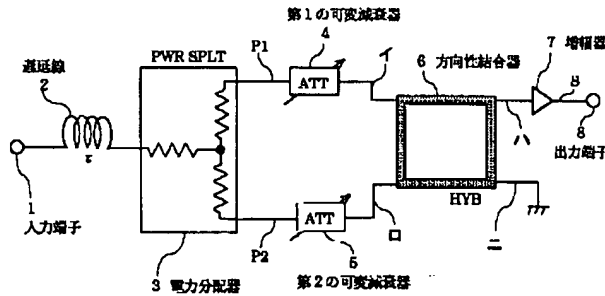 第1の可変減衰器
4
PWR SPLT
P1
イ
ATT
6 方向性結合器
7 増幅器
遅延線
2
τ
8
ハ
8
出力端子
1
入力端子
HYB
ATT
ロ
ニ
P2
5
3 電力分配器
第2の可変減衰器